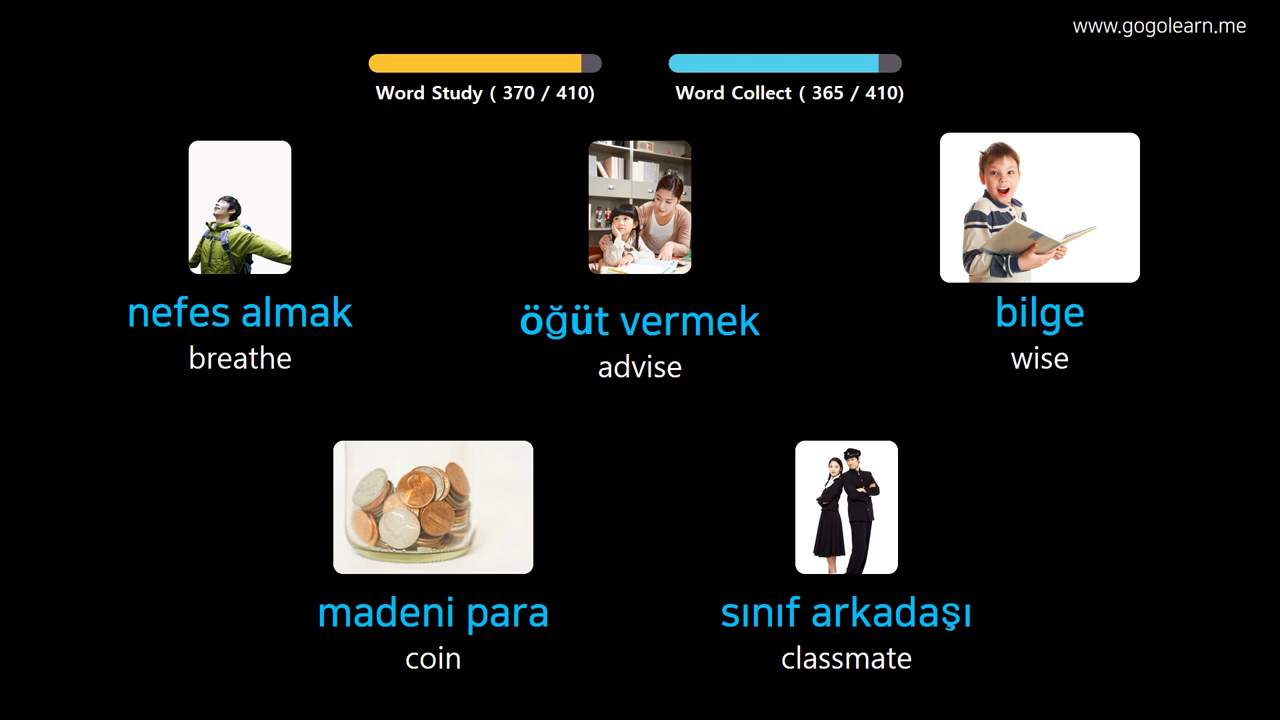 www.gogolearn.me
Word Study ( 370 / 410)
Word Collect ( 365 / 410)
nefes almak
breathe
öğüt vermek
advise
bilge
wise
madeni para
coin
sınıf arkadaşı
classmate